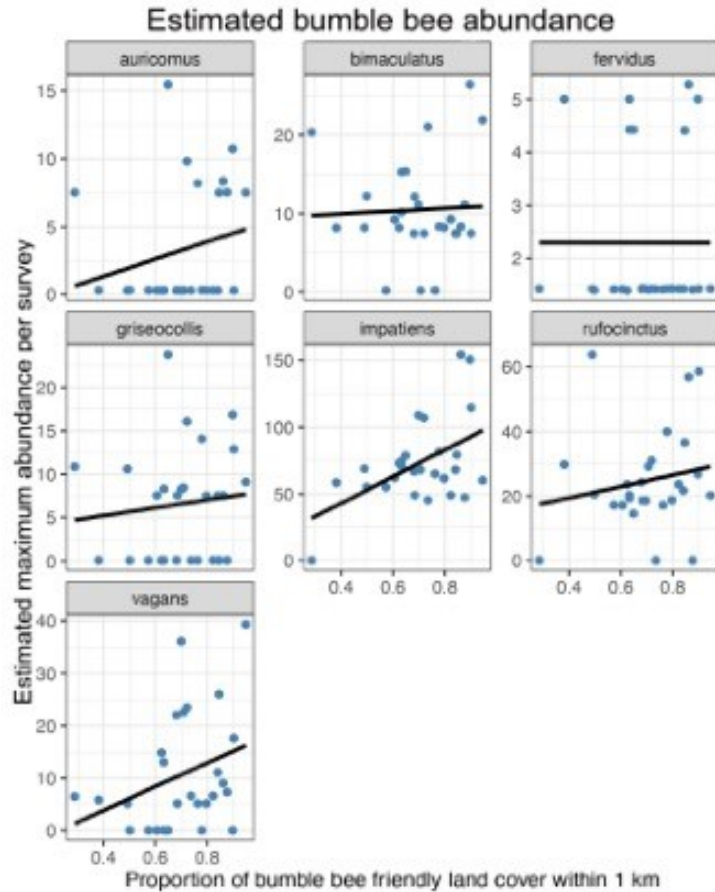 Estimated bumble bee abundance
auricomus
bimaculatus
fervidus
15
10
5
0
20
10
0
5
4
3
2
griseocollis
impatiens
rufocinctus
20
15
10
5
0
150
100
50
0
60
40
20
0
0.4 0.6 0.8
0.4 0.6 0.8
vagans
40
30
20
10
0
0.4 0.6 0.8
Estimated maximum abundance per survey
Proportion of bumble bee friendly land cover within 1 km